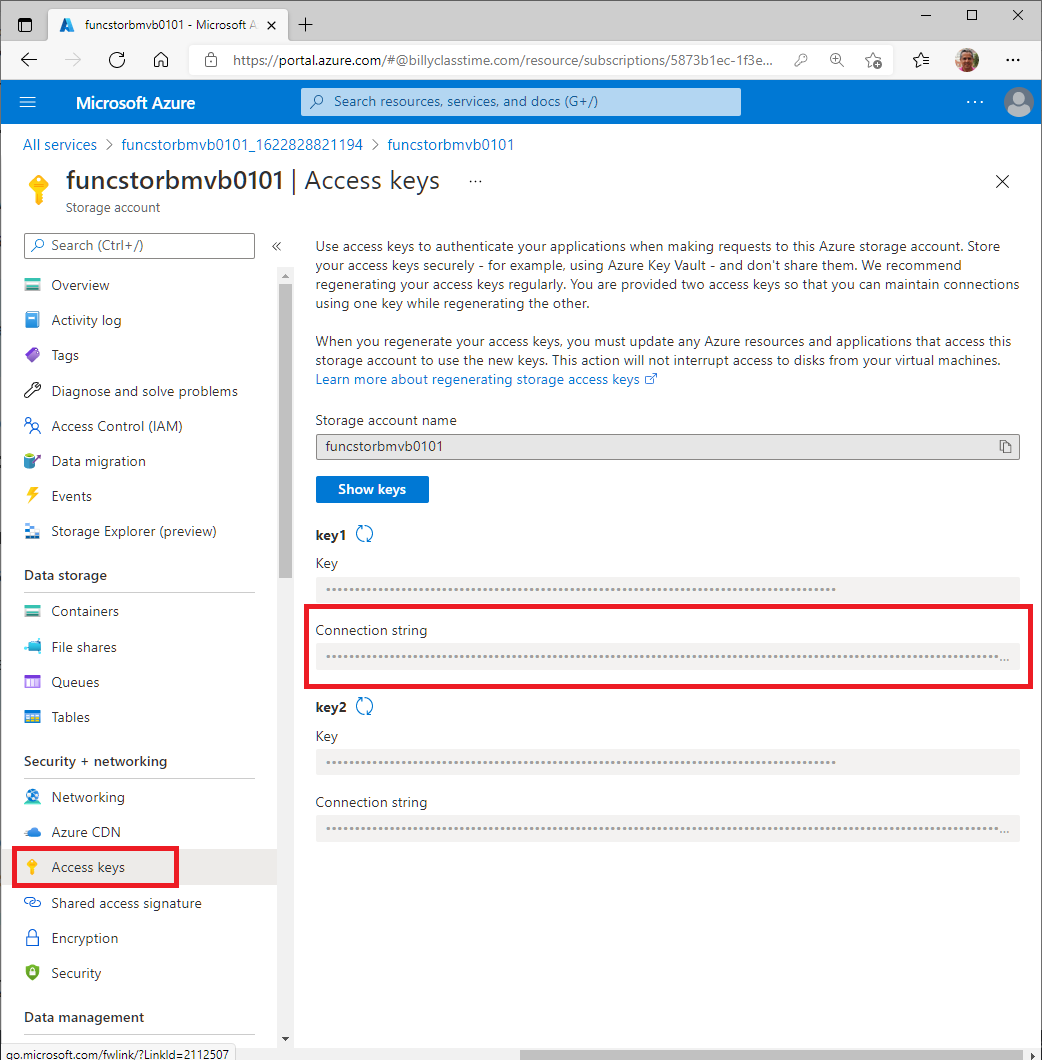 funcstorbmvb0101 - Microsoft A
https://portal.azure.com/#@billyclasstime.com/resource/subscriptions/5873b1ec-1f3e...
Microsoft Azure
Search resources, services, and docs (G+/)
All services > funcstorbmvb0101_1622828821194 > funcstorbmvb0101
funcstorbmvb0101 | Access keys ...
Storage account
Search (Ctrl+/)
«
Overview
Activity log
Tags
Diagnose and solve problems
Access Control (IAM)
Data migration
Events
Storage Explorer (preview)
Data storage
Containers
File shares
Queues
Tables
Security + networking
Networking
Azure CDN
Access keys
Shared access signature
Encryption
Security
Data management
go.microsoft.com/fwlink/?LinkId=2112507
Use access keys to authenticate your applications when making requests to this Azure storage account. Store
your access keys securely - for example, using Azure Key Vault - and don't share them. We recommend
regenerating your access keys regularly. You are provided two access keys so that you can maintain connections
using one key while regenerating the other.
When you regenerate your access keys, you must update any Azure resources and applications that access this
storage account to use the new keys. This action will not interrupt access to disks from your virtual machines.
Learn more about regenerating storage access keys
Storage account name
funcstorbmvb0101
Show keys
key1
Key
Connection string
key2
Key
Connection string